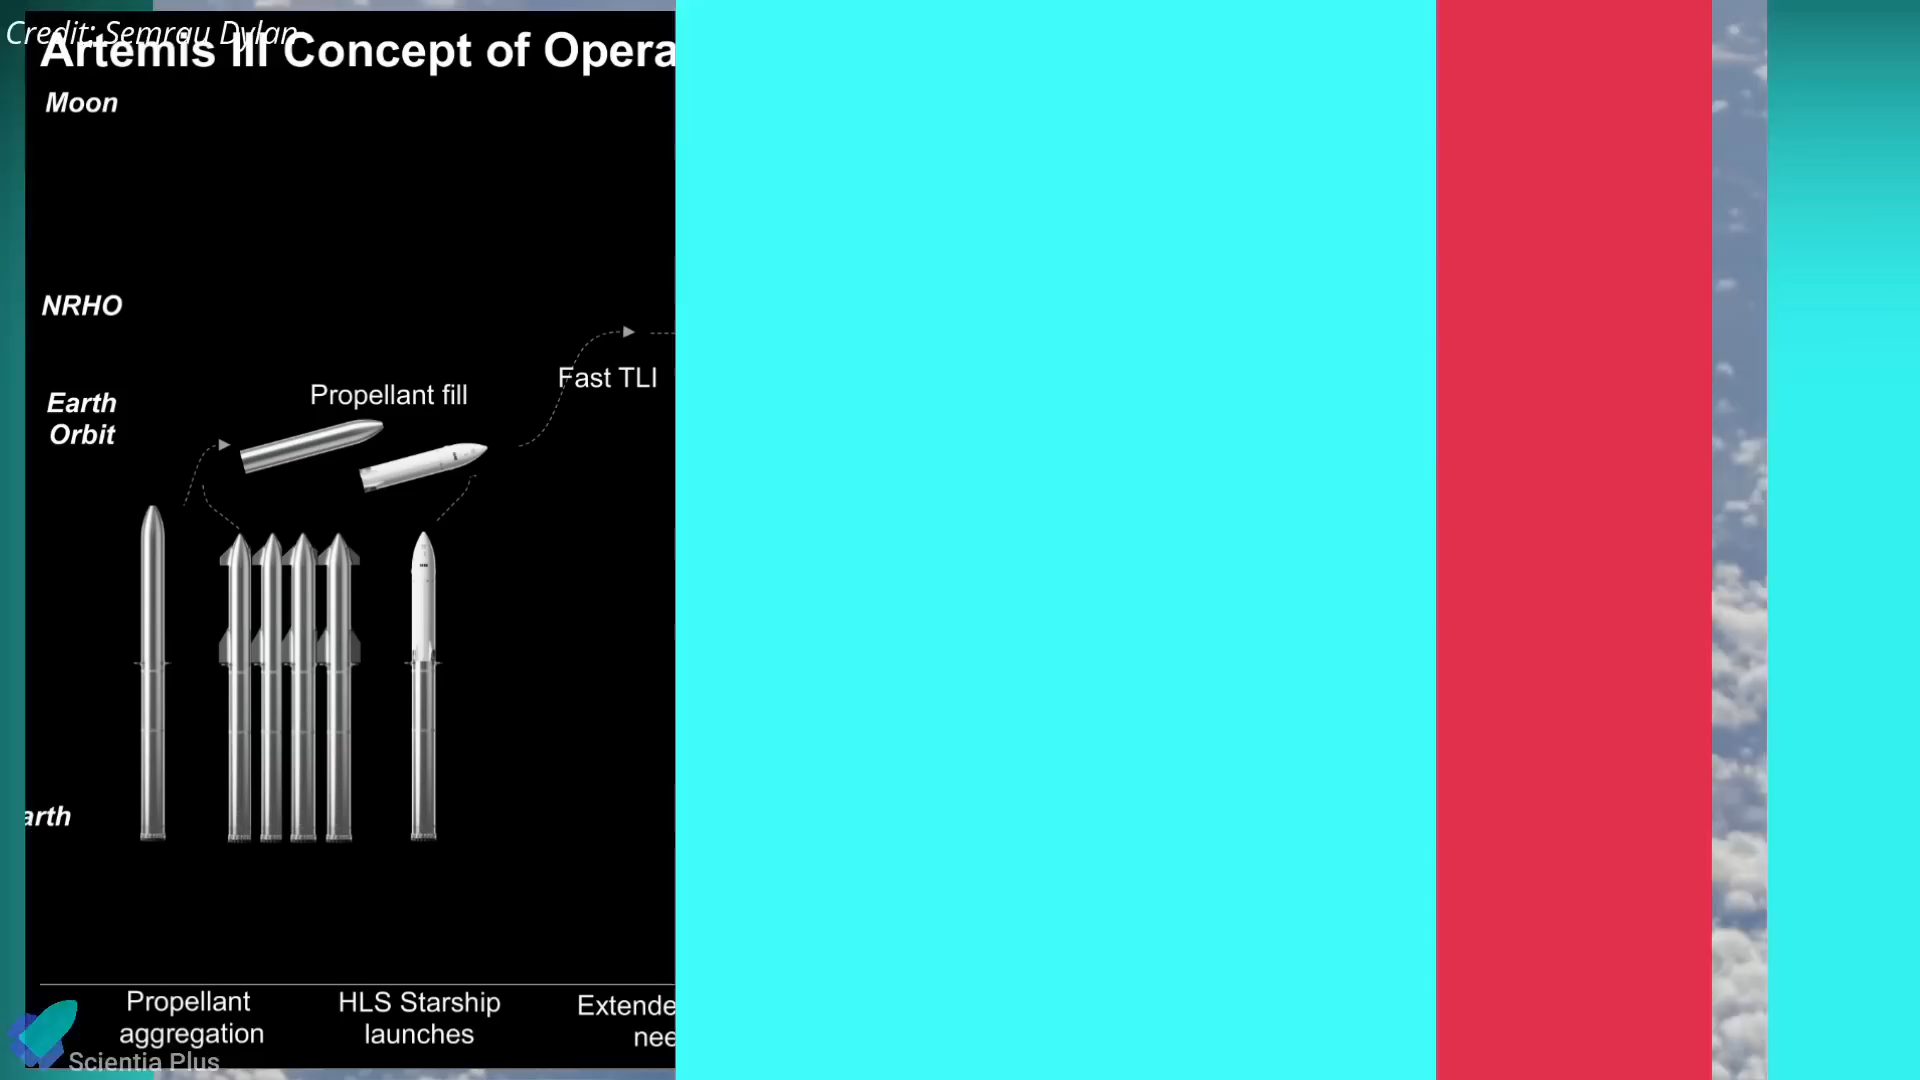 Credit: Semrau Dylan
Artemis III Concept of Opera
Moon
NRHO
Fast TLI
Propellant fill
Earth
Orbit
arth
Propellant
aggregation
HLS Starship
launches
Extende
nee
Scientia Plus